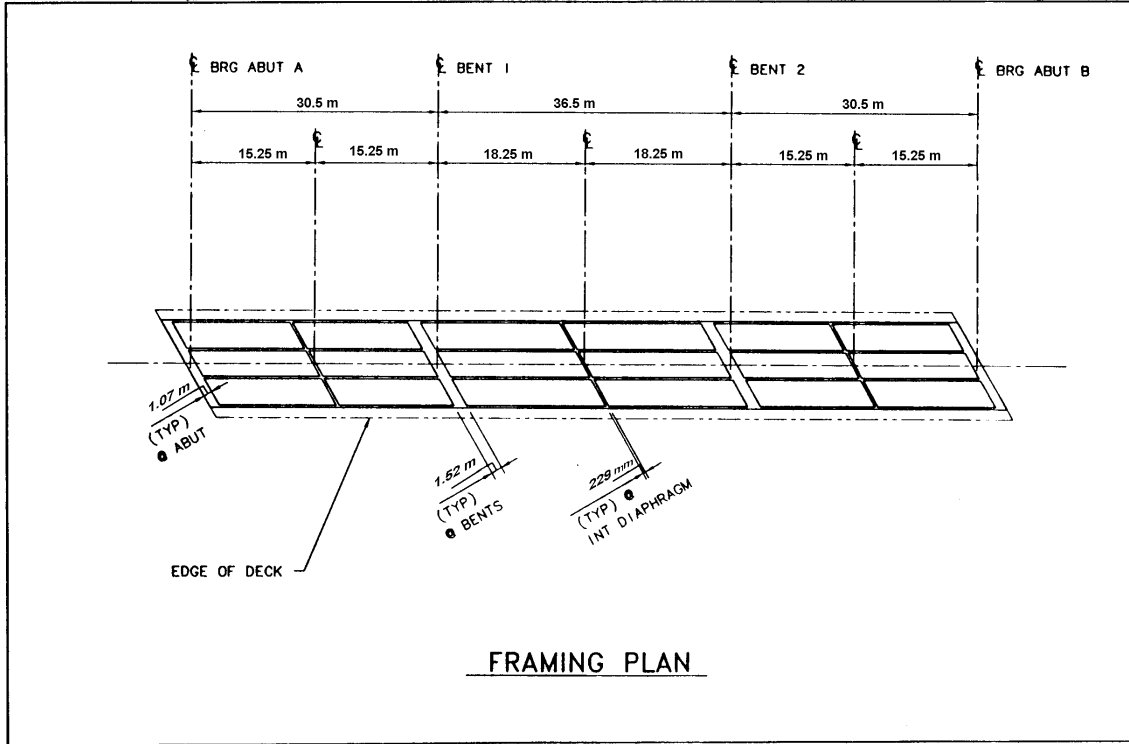 ℄ BRG ABUT A
℄ BENT 1
℄ BENT 2
℄ BRG ABUT B
30.5 m
36.5 m
30.5 m
℄
℄
℄
15.25 m
15.25 m
18.25 m
18.25 m
15.25 m
15.25 m
1.07 m
(TYP)
@ ABUT
1.52 m
(TYP)
@ BENTS
229 mm
(TYP) @
INT DIAPHRAGM
EDGE OF DECK
FRAMING PLAN